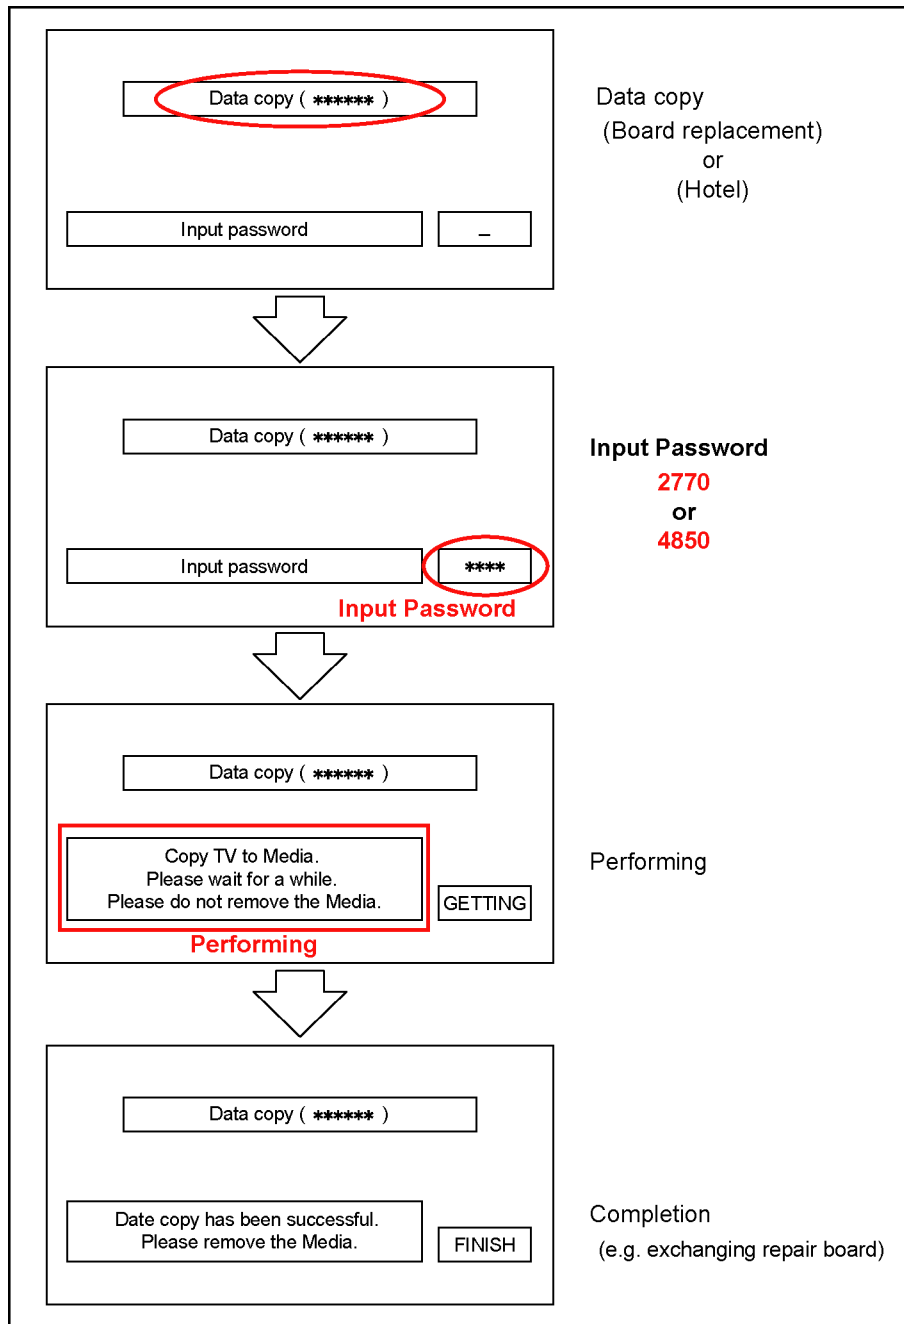 Data copy ( ****** )
Data copy
(Board replacement)
or
(Hotel)
Input password
_
Data copy ( ****** )
Input Password
2770
or
4850
Input password
****
Input Password
Data copy ( ****** )
Copy TV to Media.
Please wait for a while.
Please do not remove the Media.
GETTING
Performing
Performing
Data copy ( ****** )
Date copy has been successful.
Please remove the Media.
FINISH
Completion
(e.g. exchanging repair board)